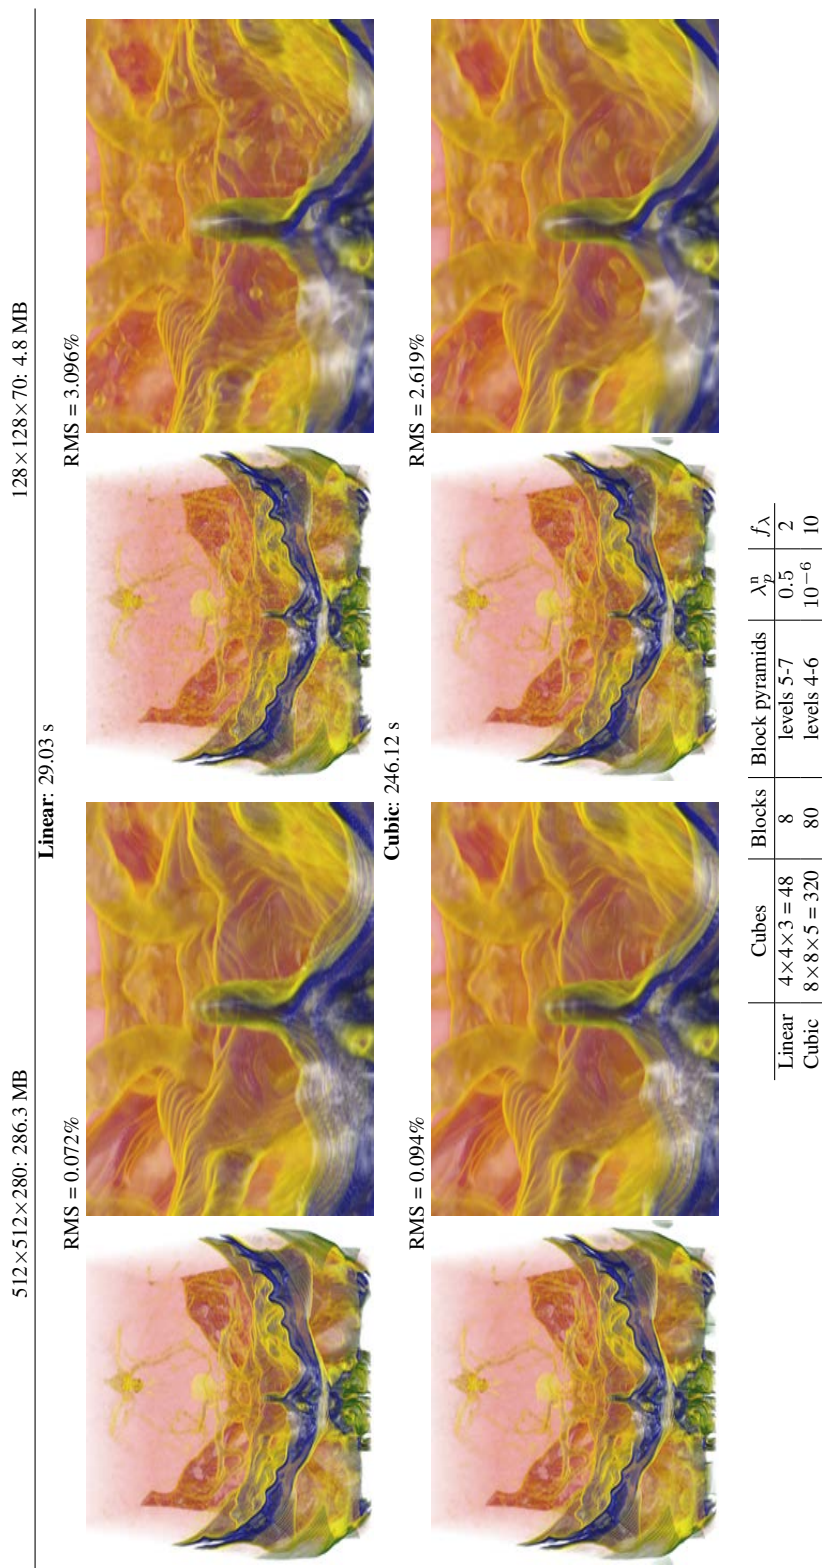 512×512×280: 286.3 MB
128×128×70: 4.8 MB
Linear: 29.03 s
RMS = 0.072%
RMS = 3.096%
Cubic: 246.12 s
RMS = 0.094%
RMS = 2.619%
Cubes Blocks Block pyramids λₚⁿ f_λ
Linear 4×4×3 = 48 8 levels 5-7 0.5 2
Cubic 8×8×5 = 320 80 levels 4-6 10⁻⁶ 10